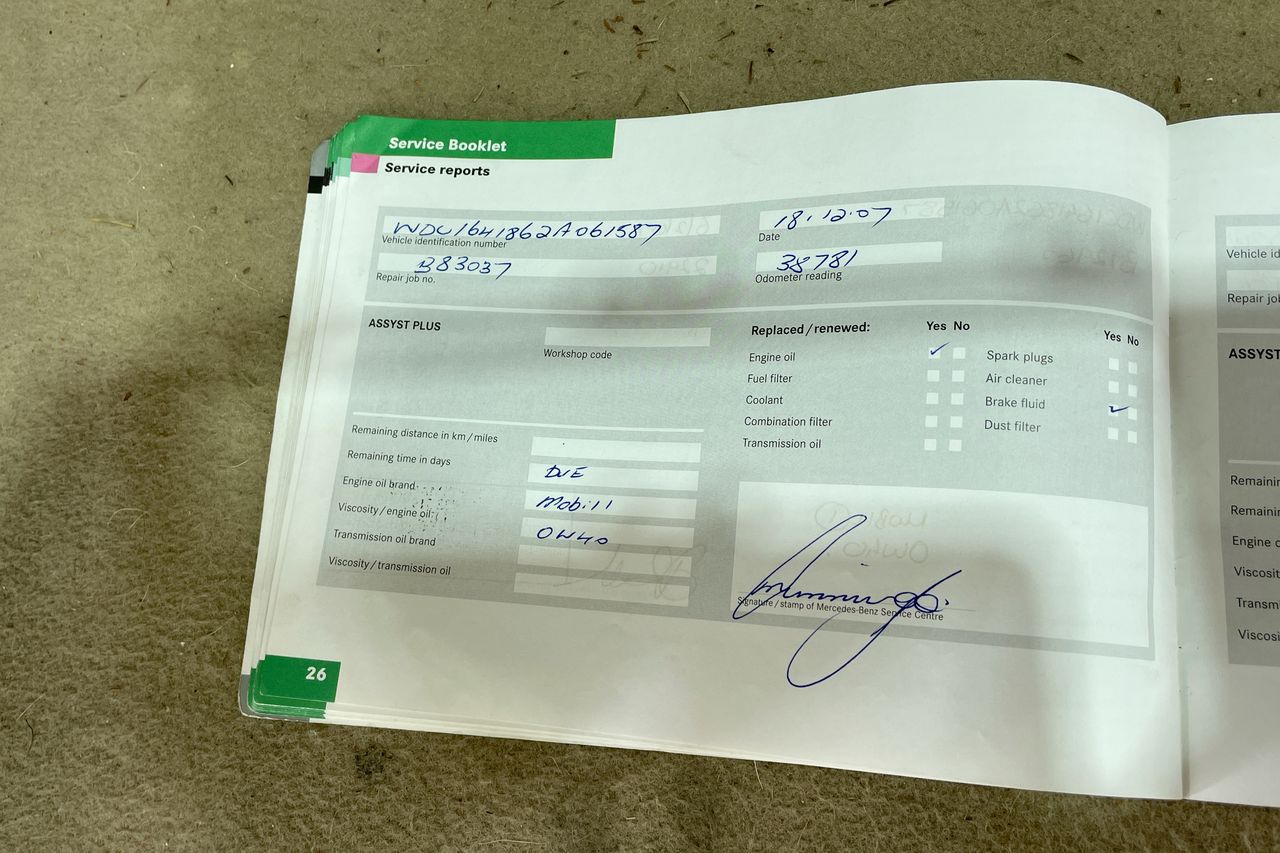 Service Booklet
Service reports
WDC1641862A061587
Vehicle identification number
18.12.07
Date
B83037
Repair job no.
38781
Odometer reading
ASSYST PLUS
Workshop code
Remaining distance in km/miles
Remaining time in days
DUE
Engine oil brand
Mobil 1
Viscosity/engine oil:
0W40
Transmission oil brand
Viscosity/transmission oil
Replaced/renewed:
Yes No
Yes No
Engine oil
Spark plugs
Fuel filter
Air cleaner
Coolant
Brake fluid
Combination filter
Dust filter
Transmission oil
Signature/stamp of Mercedes-Benz Service Centre
26
Vehicle id
Repair job
ASSYST
Remainin
Remainin
Engine o
Viscosit
Transm
Viscosi